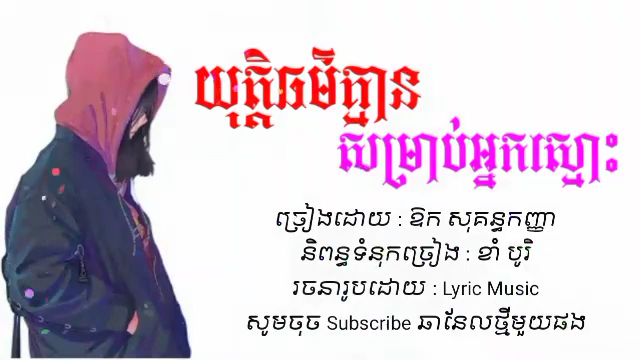 យុត្តិធម៌គ្មាន
សម្រាប់អ្នកស្មោះ
ច្រៀងដោយ : ឱក សុគន្ធកញ្ញា
និពន្ធទំនុកច្រៀង : ខាំ បូរិ
រចនារូបដោយ : Lyric Music
សូមចុច Subscribe ឆានែលថ្មីមួយផង